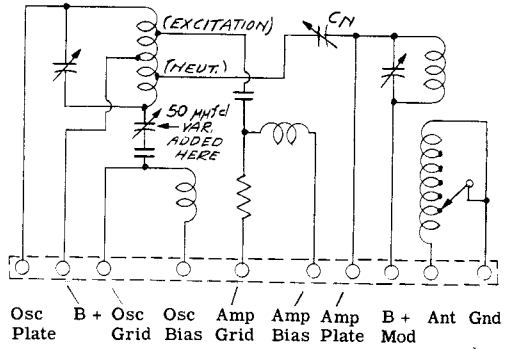 (EXCITATION)
CN
(NEUT.)
50 MMfd
VAR.
ADDED
HERE
Osc Plate
B +
Osc Grid
Osc Bias
Amp Grid
Amp Bias
Amp Plate
B + Mod
Ant
Gnd